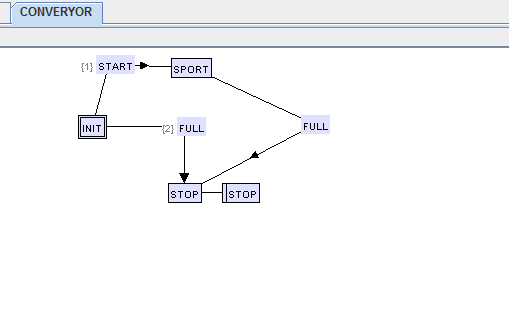 CONVERYOR
{1} START
SPORT
INIT
{2} FULL
FULL
STOP
STOP